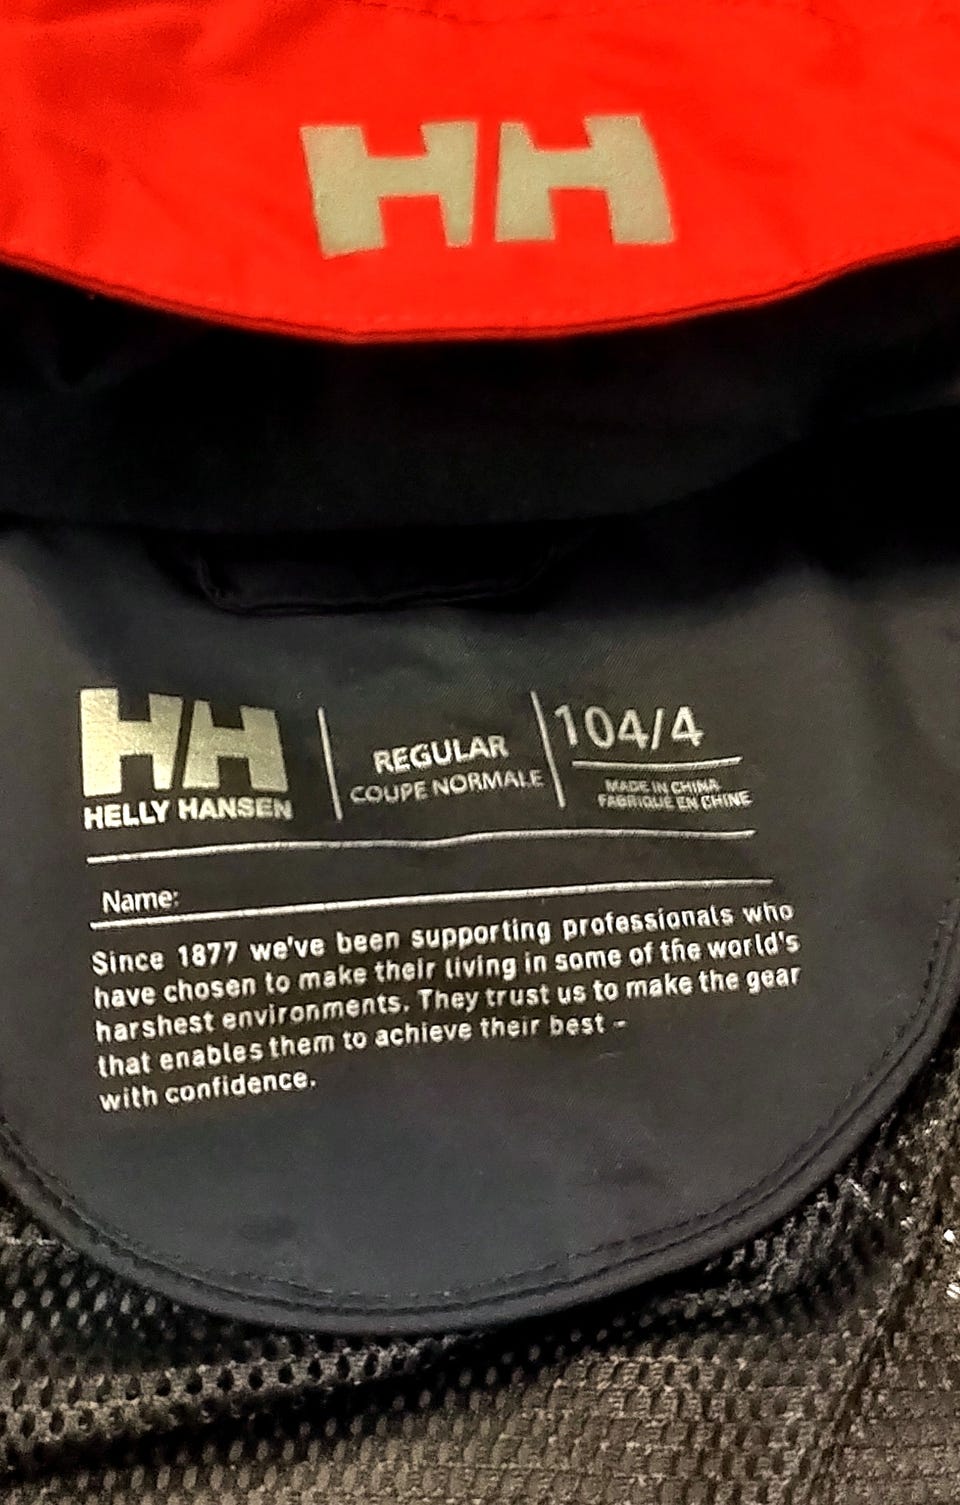 HH
HH
HELLY HANSEN
REGULAR
COUPE NORMALE
104/4
MADE IN CHINA
FABRIQUÉ EN CHINE
Name:
Since 1877 we've been supporting professionals who
have chosen to make their living in some of the world's
harshest environments. They trust us to make the gear
that enables them to achieve their best -
with confidence.